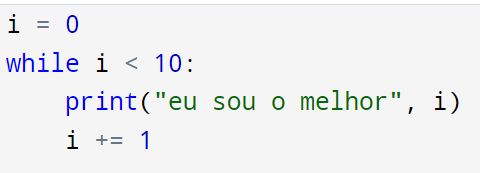 i = 0
while i < 10:
    print("eu sou o melhor", i)
    i += 1